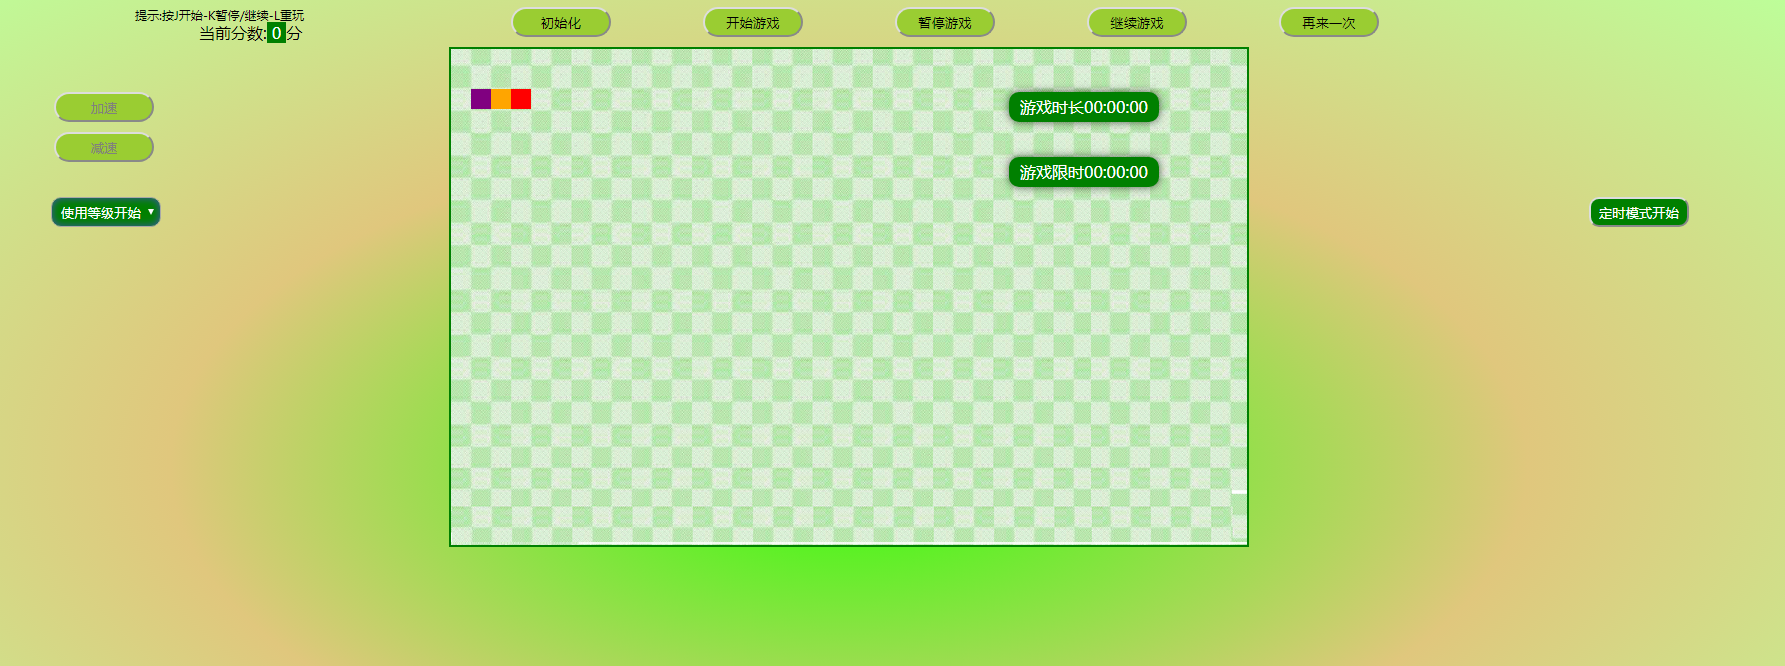 提示:按J开始-K暂停/继续-L重玩
当前分数:0分
初始化
开始游戏
暂停游戏
继续游戏
再来一次
加速
减速
使用等级开始
游戏时长00:00:00
游戏限时00:00:00
定时模式开始